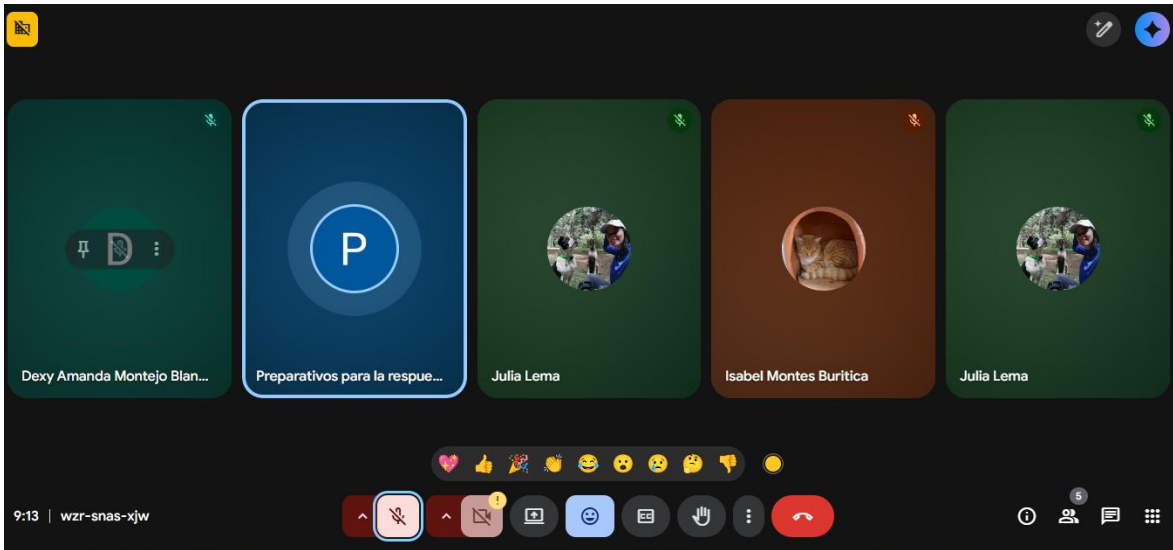 D
P
Dexy Amanda Montejo Blan...
Preparativos para la respue...
Julia Lema
Isabel Montes Buritica
Julia Lema
9:13 | wzr-snas-xjw
CC
5